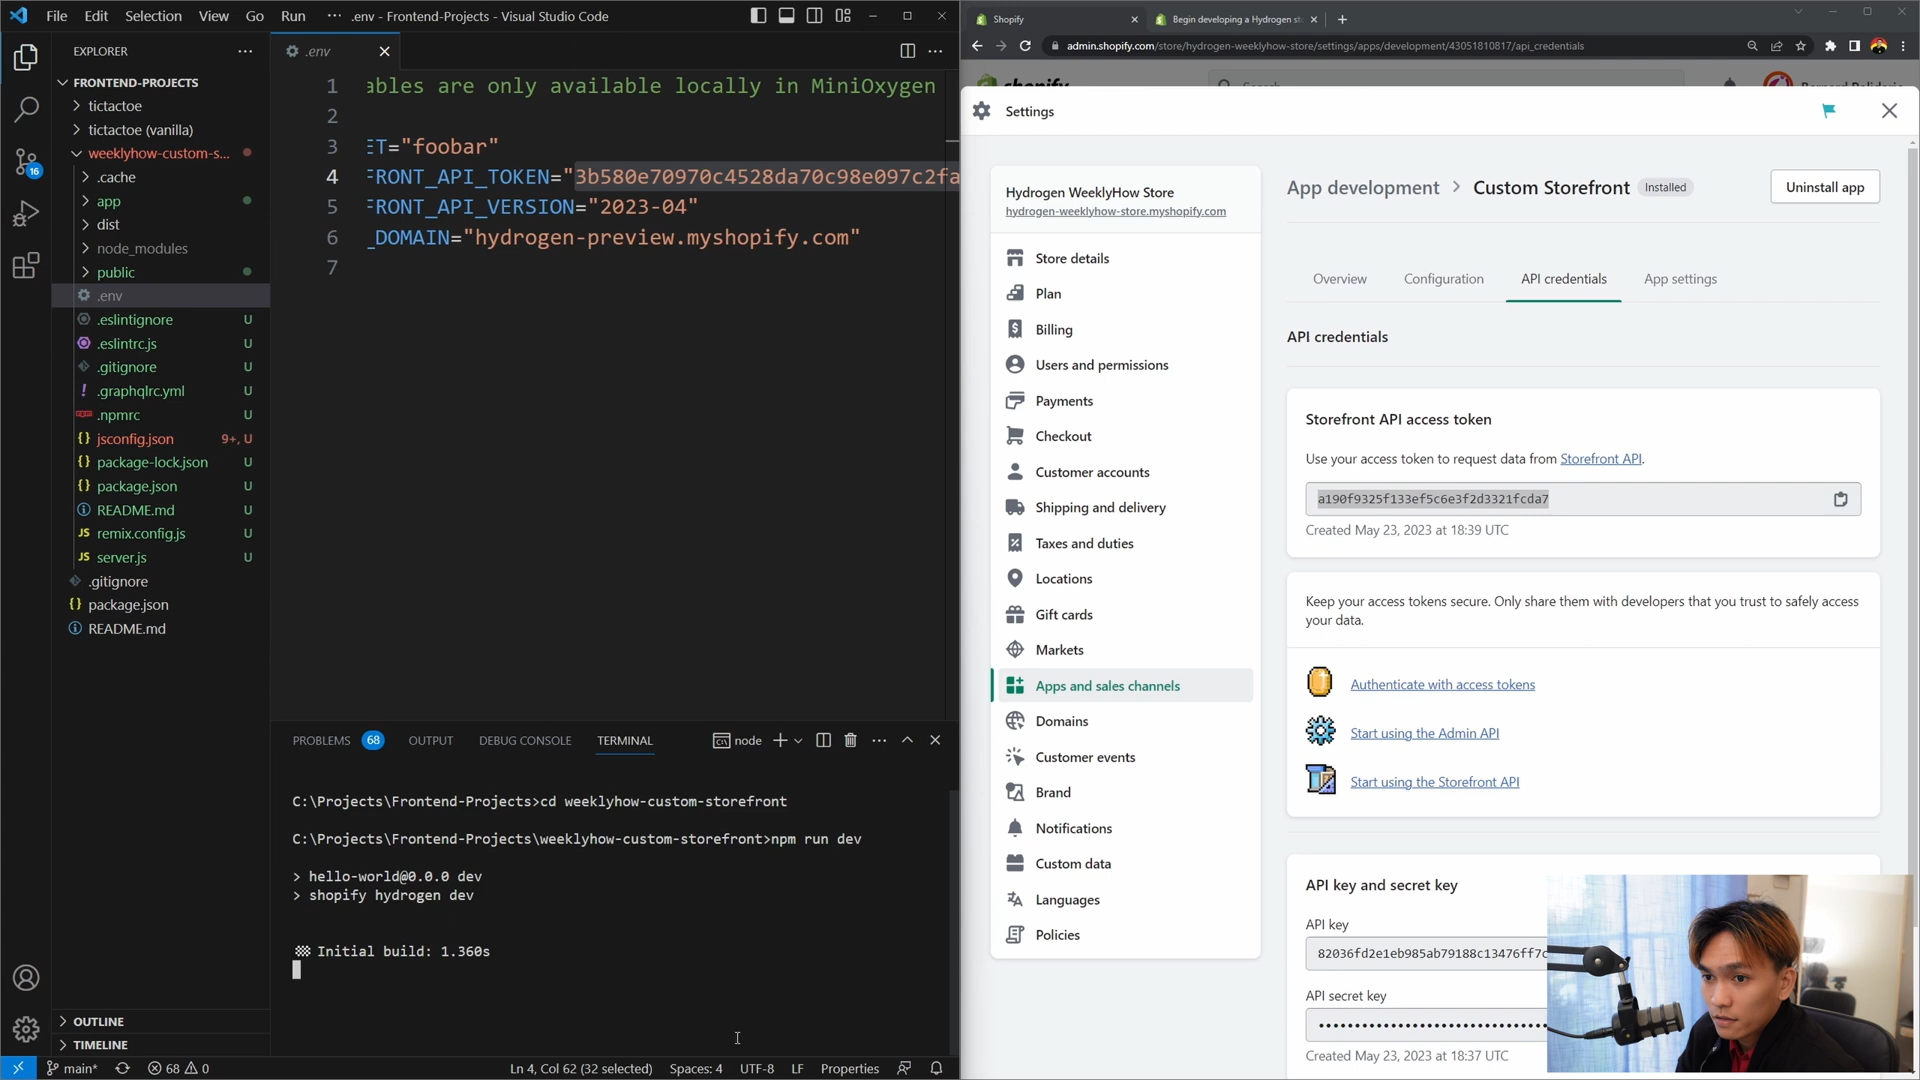 File Edit Selection View Go Run ··· .env - Frontend-Projects - Visual Studio Code
EXPLORER
FRONTEND-PROJECTS
tictactoe
tictactoe (vanilla)
weeklyhow-custom-s...
.cache
app
dist
node_modules
public
.env
.eslintignore U
.eslintrc.js U
.gitignore U
.graphqlrc.yml U
.npmrc U
jsconfig.json 9+, U
package-lock.json U
package.json U
README.md U
remix.config.js U
server.js U
.gitignore
package.json
README.md
OUTLINE
TIMELINE
16
.env
1 ables are only available locally in MiniOxygen
2
3 ET="foobar"
4 FRONT_API_TOKEN="3b580e70970c4528da70c98e097c2fa
5 FRONT_API_VERSION="2023-04"
6 _DOMAIN="hydrogen-preview.myshopify.com"
7
PROBLEMS 68 OUTPUT DEBUG CONSOLE TERMINAL node
C:\Projects\Frontend-Projects>cd weeklyhow-custom-storefront
C:\Projects\Frontend-Projects\weeklyhow-custom-storefront>npm run dev
> hello-world@0.0.0 dev
> shopify hydrogen dev
Initial build: 1.360s
main* 68 0 Ln 4, Col 62 (32 selected) Spaces: 4 UTF-8 LF Properties
Shopify
Begin developing a Hydrogen st
admin.shopify.com/store/hydrogen-weeklyhow-store/settings/apps/development/43051810817/api_credentials
shopify
Search
Settings
Hydrogen WeeklyHow Store
hydrogen-weeklyhow-store.myshopify.com
Store details
Plan
Billing
Users and permissions
Payments
Checkout
Customer accounts
Shipping and delivery
Taxes and duties
Locations
Gift cards
Markets
Apps and sales channels
Domains
Customer events
Brand
Notifications
Custom data
Languages
Policies
App development > Custom Storefront Installed
Uninstall app
Overview Configuration API credentials App settings
API credentials
Storefront API access token
Use your access token to request data from Storefront API.
a190f9325f133ef5c6e3f2d3321fcda7
Created May 23, 2023 at 18:39 UTC
Keep your access tokens secure. Only share them with developers that you trust to safely access
your data.
Authenticate with access tokens
Start using the Admin API
Start using the Storefront API
API key and secret key
API key
82036fd2e1eb985ab79188c13476ff7c
API secret key
Created May 23, 2023 at 18:37 UTC